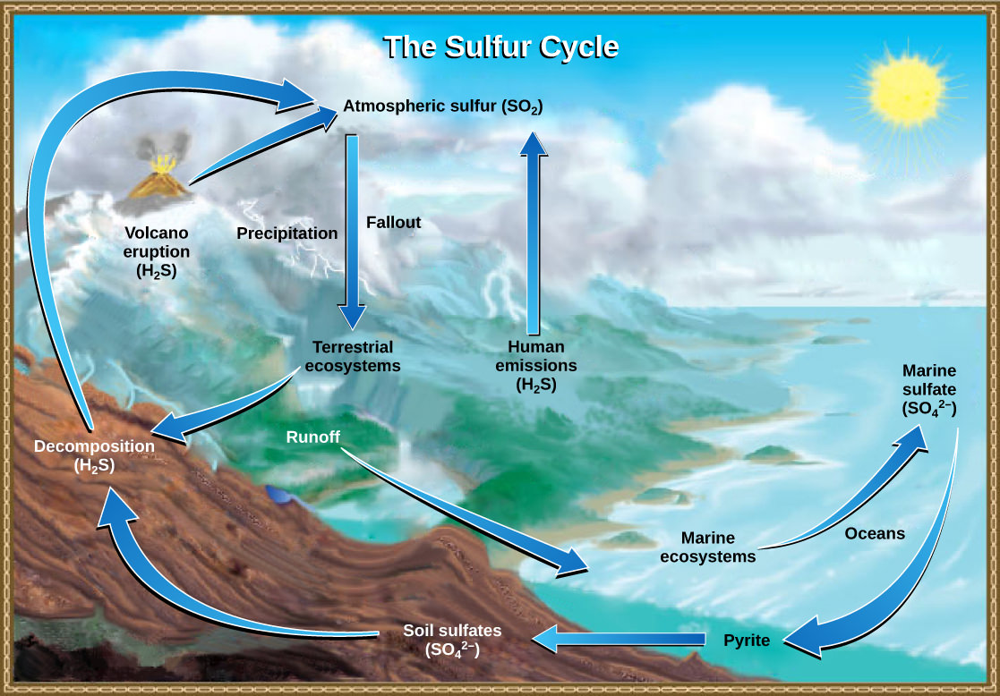 The Sulfur Cycle
Atmospheric sulfur (SO₂)
Volcano
eruption
(H₂S)
Precipitation
Fallout
Terrestrial
ecosystems
Human
emissions
(H₂S)
Marine
sulfate
(SO₄²⁻)
Decomposition
(H₂S)
Runoff
Marine
ecosystems
Oceans
Soil sulfates
(SO₄²⁻)
Pyrite